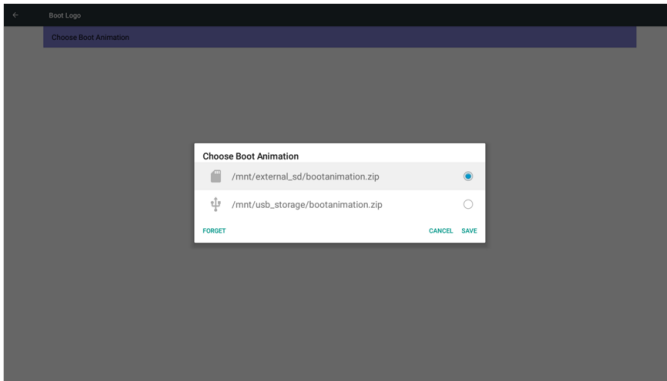 Boot Logo
Choose Boot Animation
Choose Boot Animation
/mnt/external_sd/bootanimation.zip
/mnt/usb_storage/bootanimation.zip
FORGET CANCEL SAVE